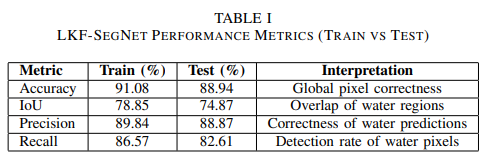 TABLE I
LKF-SEGNET PERFORMANCE METRICS (TRAIN VS TEST)
Metric Train (%) Test (%) Interpretation
Accuracy 91.08 88.94 Global pixel correctness
IoU 78.85 74.87 Overlap of water regions
Precision 89.84 88.87 Correctness of water predictions
Recall 86.57 82.61 Detection rate of water pixels